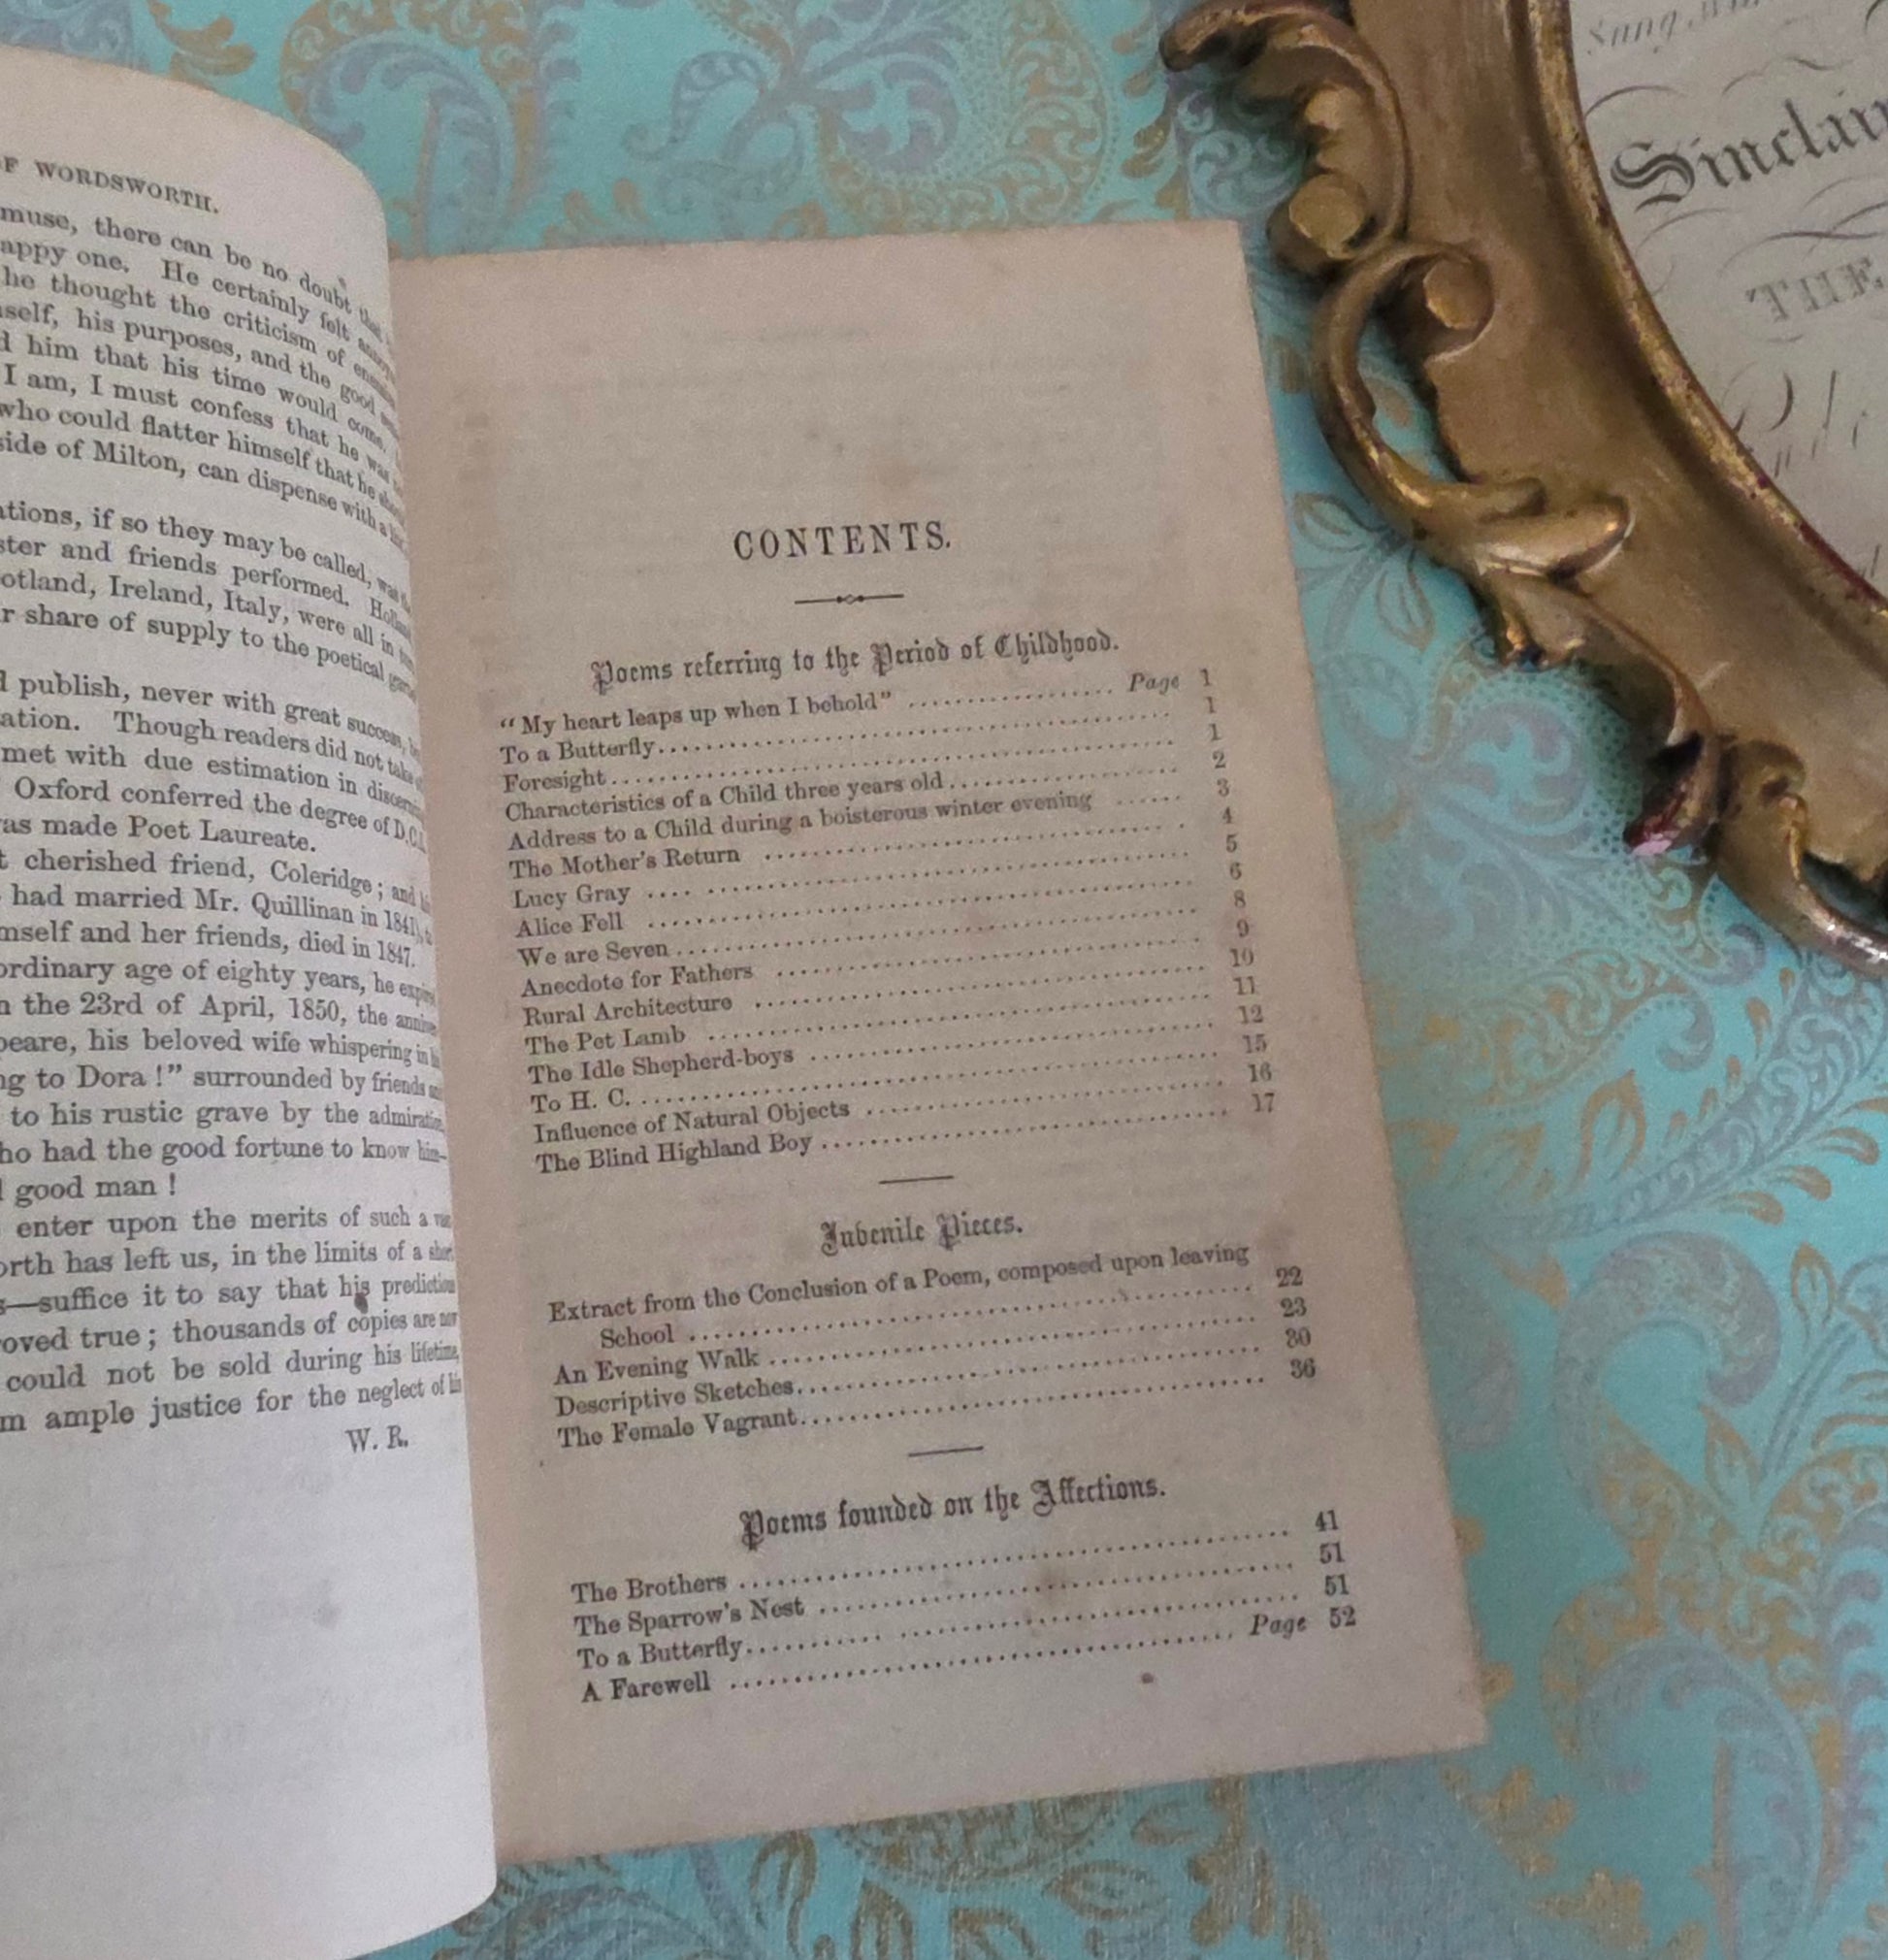 F WORDSWORTH.
muse, there can be no doubt that
appy one. He certainly felt
he thought the criticism of
self, his purposes, and the good
d him that his time would come.
I am, I must confess that he was
who could flatter himself that he
side of Milton, can dispense with a
ations, if so they may be called, was
ster and friends performed.
otland, Ireland, Italy, were all in
r share of supply to the poetical
d publish, never with great success,
ation. Though readers did not take
met with due estimation in
Oxford conferred the degree of D.C.L.
as made Poet Laureate.
t cherished friend, Coleridge; and
had married Mr. Quillinan in 1841),
mself and her friends, died in 1847.
ordinary age of eighty years, he
n the 23rd of April, 1850, the
peare, his beloved wife whispering in
ng to Dora!" surrounded by friends
to his rustic grave by the
ho had the good fortune to know him—
l good man!
enter upon the merits of such a
orth has left us, in the limits of a
s—suffice it to say that his
roved true; thousands of copies are now
could not be sold during his lifetime,
m ample justice for the neglect of his
W. R.
CONTENTS.
Poems referring to the Period of Childhood.
"My heart leaps up when I behold" ................ Page 1
To a Butterfly........................................ 1
Foresight............................................. 1
Characteristics of a Child three years old.................. 2
Address to a Child during a boisterous winter evening ...... 3
The Mother's Return ................................ 4
Lucy Gray .... ..................................... 5
Alice Fell .......................................... 6
We are Seven........................................ 8
Anecdote for Fathers ................................ 9
Rural Architecture .................................. 10
The Pet Lamb ...................................... 11
The Idle Shepherd-boys .............................. 12
To H. C. ............................................ 15
Influence of Natural Objects .......................... 16
The Blind Highland Boy .............................. 17
Juvenile Pieces.
Extract from the Conclusion of a Poem, composed upon leaving
School .......................................... 22
An Evening Walk .................................... 23
Descriptive Sketches.................................. 30
The Female Vagrant.................................. 36
Poems founded on the Affections.
The Brothers ........................................ 41
The Sparrow's Nest .................................. 51
To a Butterfly........... ............................ 51
A Farewell .................................... Page 52
Sung
Sinclair
THE